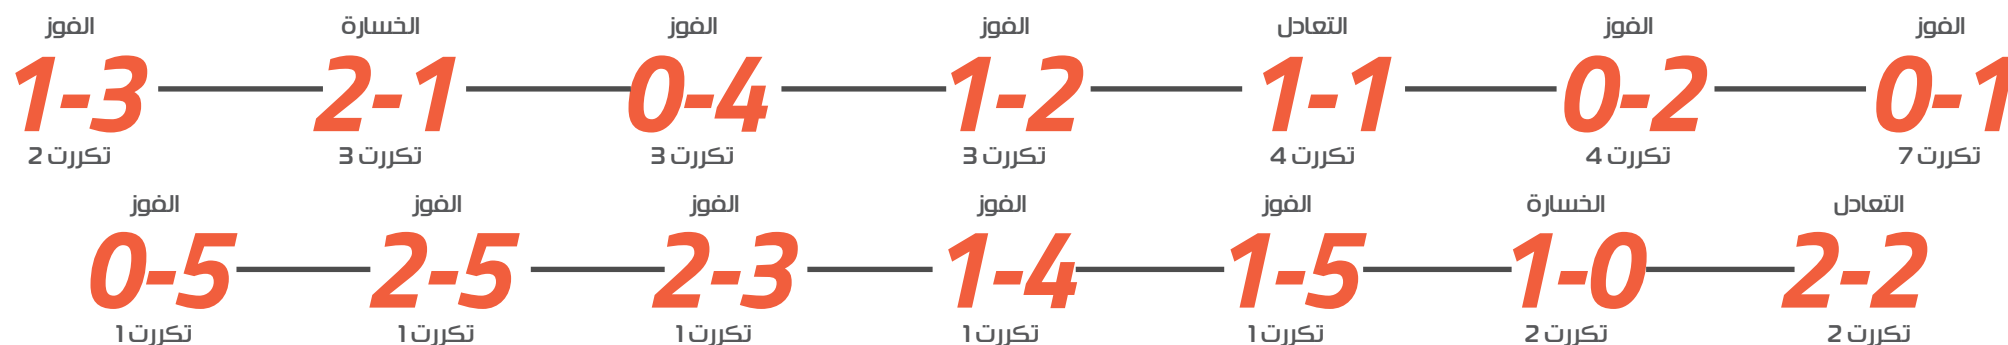 الفوز الفوز التعادل الفوز الفوز الخسارة الفوز
0-1 0-2 1-1 1-2 0-4 2-1 1-3
تكررت 7 تكررت 4 تكررت 4 تكررت 3 تكررت 3 تكررت 3 تكررت 2
التعادل الخسارة الفوز الفوز الفوز الفوز الفوز
2-2 1-0 1-5 1-4 2-3 2-5 0-5
تكررت 2 تكررت 2 تكررت 1 تكررت 1 تكررت 1 تكررت 1 تكررت 1